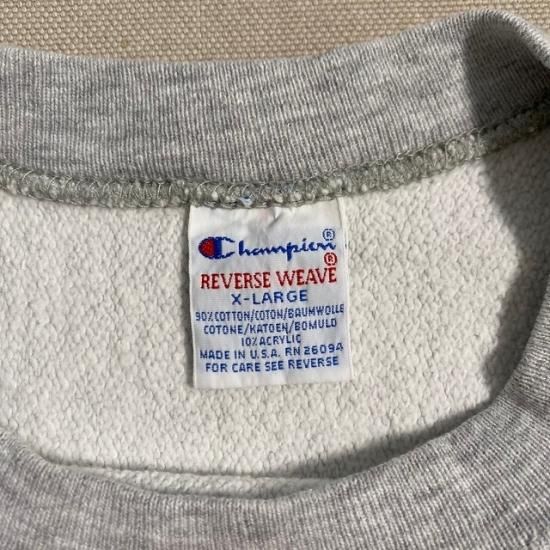 Champion®
REVERSE WEAVE®
X-LARGE
90% COTTON/COTON/BAUMWOLLE
COTONE/KATOEN/BOMULD
10% ACRYLIC
MADE IN U.S.A. RN 26094
FOR CARE SEE REVERSE